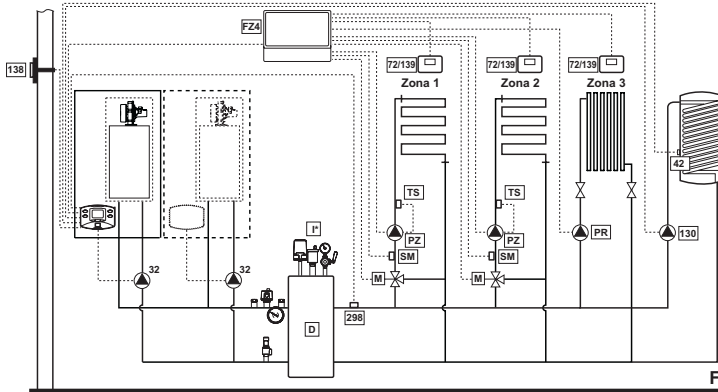 FZ4
138
72/139
72/139
72/139
Zona 1
Zona 2
Zona 3
42
TS
TS
I*
PZ
PZ
PR
130
SM
SM
32
32
M
M
298
D
F